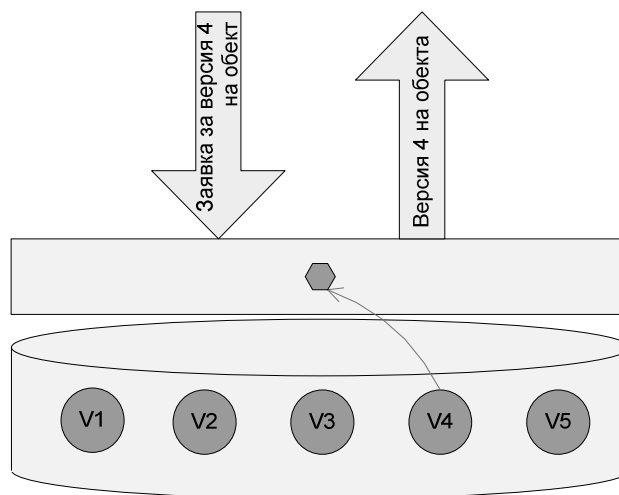 Заявка за версия 4
на обект
Версия 4 на обекта
V1
V2
V3
V4
V5